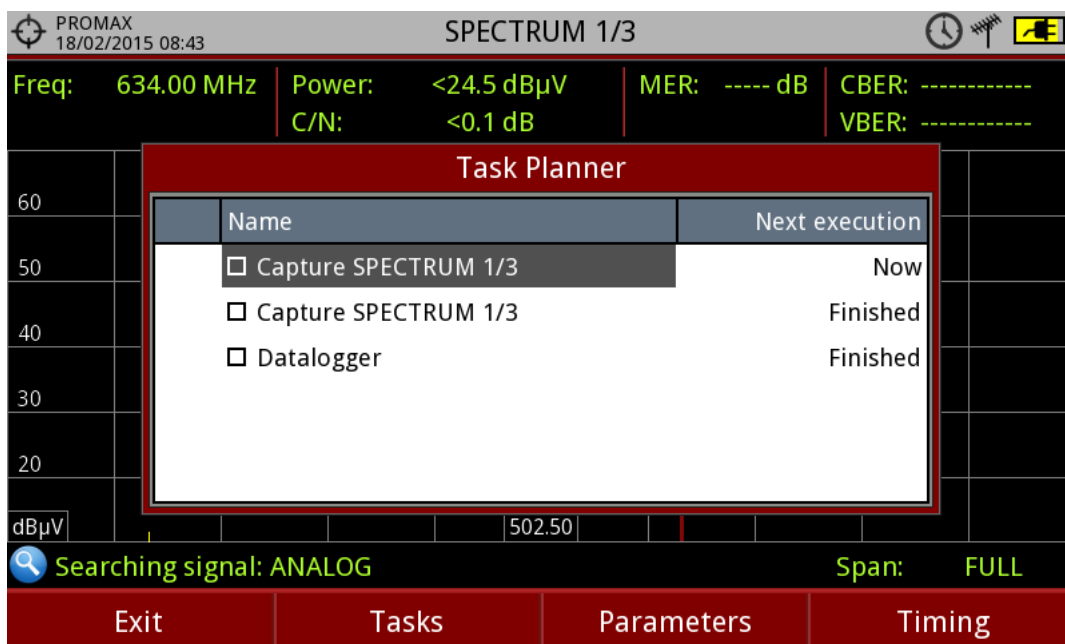 PROMAX
18/02/2015 08:43
SPECTRUM 1/3
Freq: 634.00 MHz
Power: <24.5 dBµV
MER: ----- dB
CBER: ------------
C/N: <0.1 dB
VBER: ------------
Task Planner
Name Next execution
Capture SPECTRUM 1/3 Now
Capture SPECTRUM 1/3 Finished
Datalogger Finished
60
50
40
30
20
dBµV
502.50
Searching signal: ANALOG
Span: FULL
Exit
Tasks
Parameters
Timing